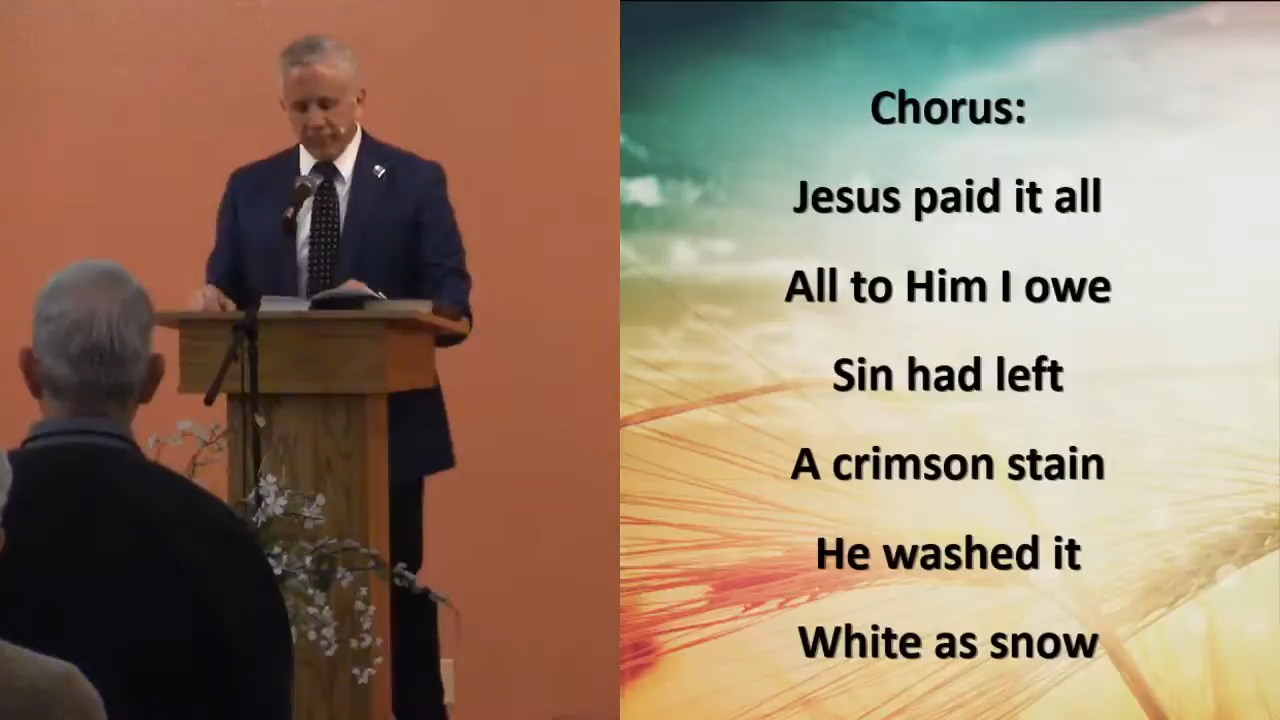 Chorus:
Jesus paid it all
All to Him I owe
Sin had left
A crimson stain
He washed it
White as snow